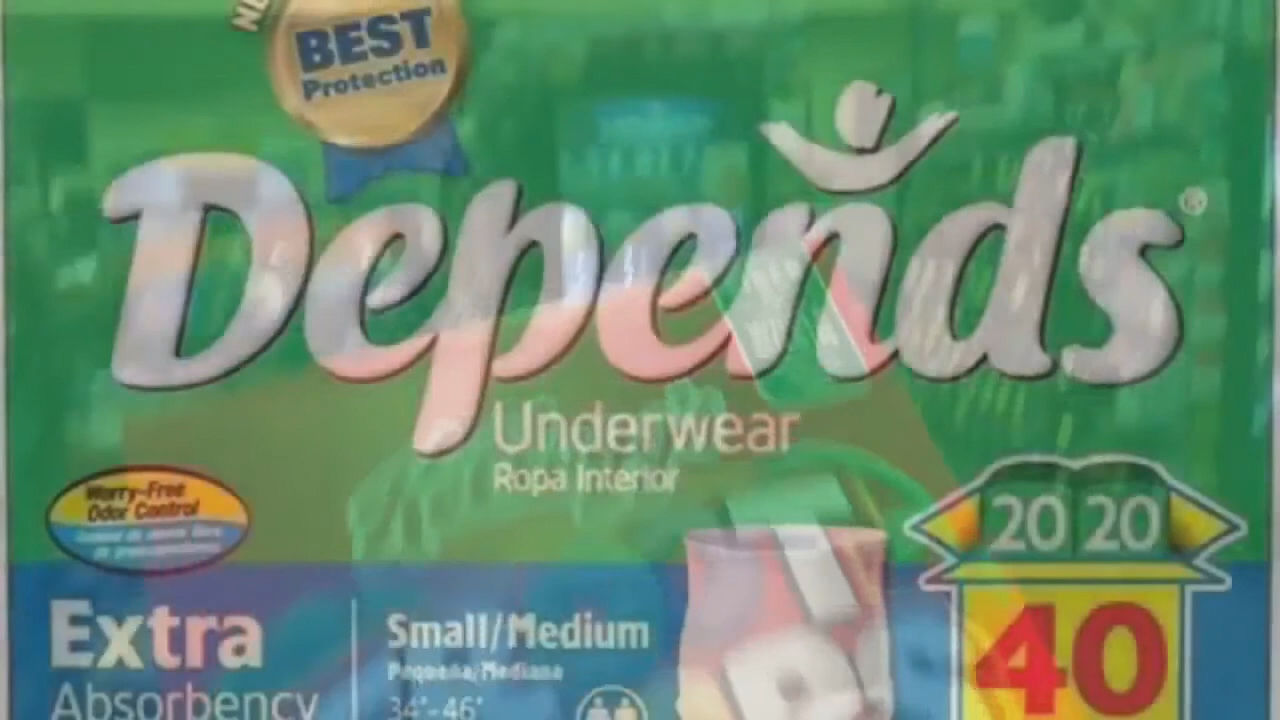 BEST
Protection
Depends®
Underwear
Ropa Interior
Worry-Free
Odor Control
20 20
40
Extra
Absorbency
Small/Medium
Pequeña/Mediana
34"-46"